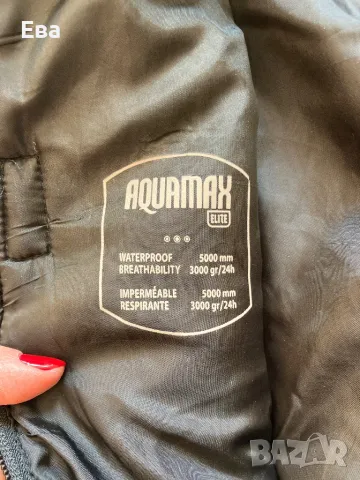 Ева
AQUAMAX
ELITE
WATERPROOF 5000 mm
BREATHABILITY 3000 gr/24h
IMPERMÉABLE 5000 mm
RESPIRANTE 3000 gr/24h
BAZAR